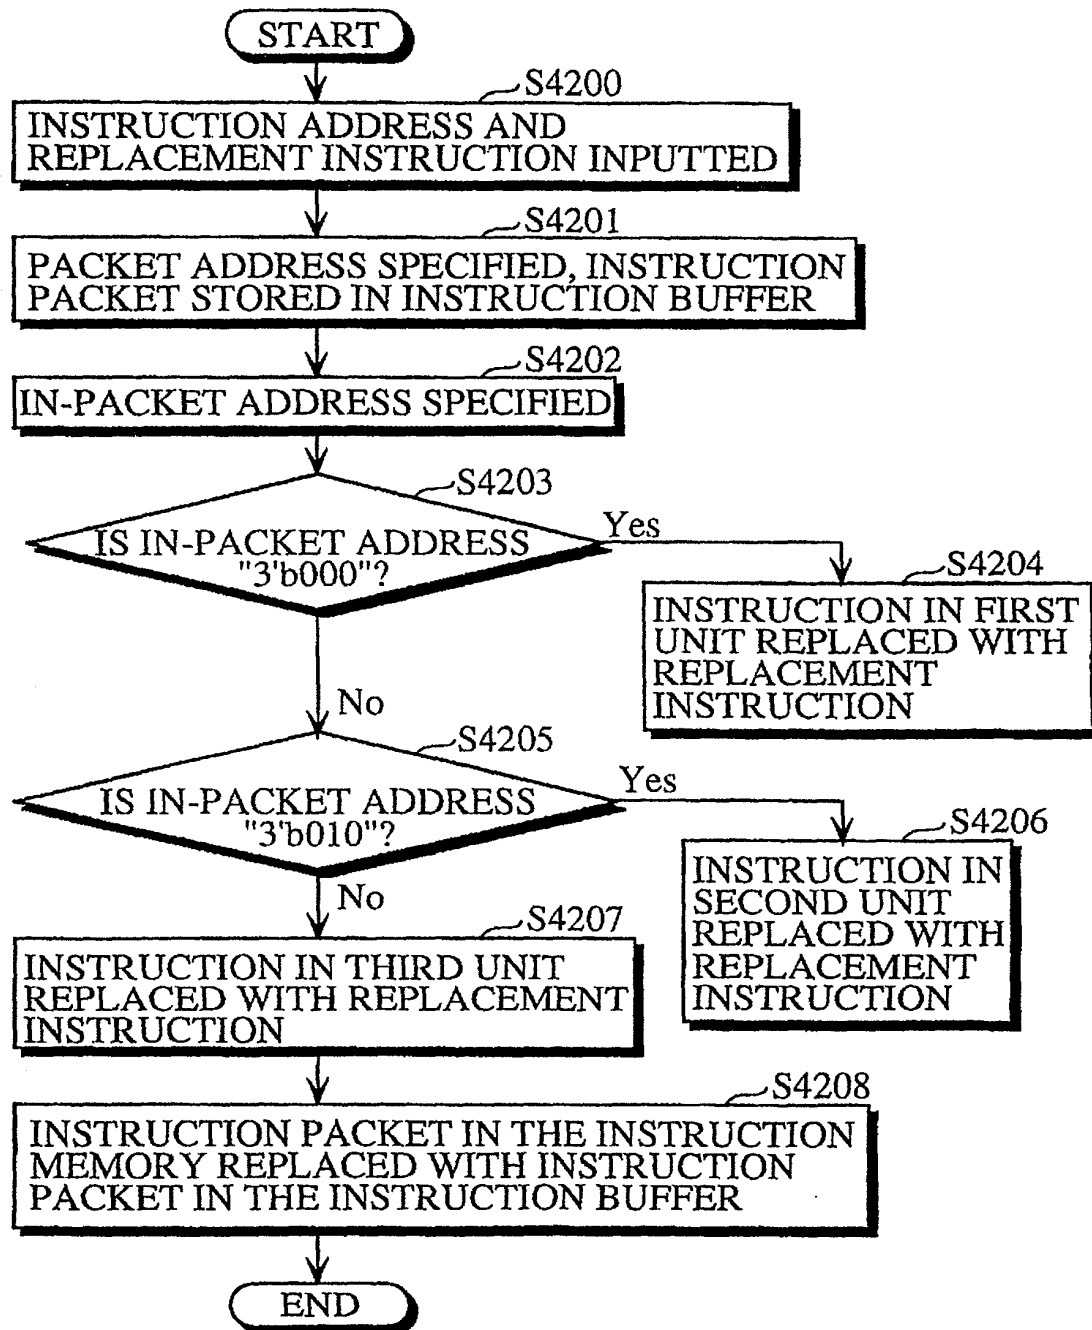 START
S4200
INSTRUCTION ADDRESS AND
REPLACEMENT INSTRUCTION INPUTTED
S4201
PACKET ADDRESS SPECIFIED, INSTRUCTION
PACKET STORED IN INSTRUCTION BUFFER
S4202
IN-PACKET ADDRESS SPECIFIED
S4203
IS IN-PACKET ADDRESS
"3'b000"?
Yes
S4204
INSTRUCTION IN FIRST
UNIT REPLACED WITH
REPLACEMENT
INSTRUCTION
No
S4205
IS IN-PACKET ADDRESS
"3'b010"?
Yes
S4206
INSTRUCTION IN
SECOND UNIT
REPLACED WITH
REPLACEMENT
INSTRUCTION
No
S4207
INSTRUCTION IN THIRD UNIT
REPLACED WITH REPLACEMENT
INSTRUCTION
S4208
INSTRUCTION PACKET IN THE INSTRUCTION
MEMORY REPLACED WITH INSTRUCTION
PACKET IN THE INSTRUCTION BUFFER
END